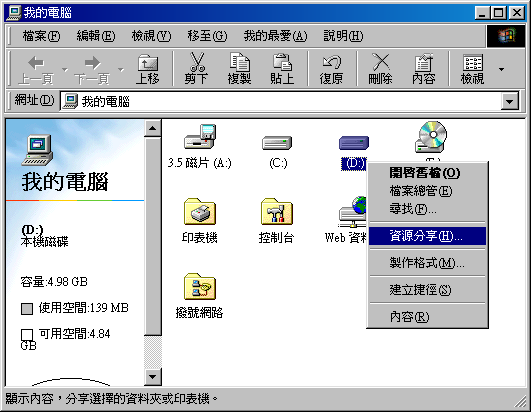 我的電腦
檔案(F) 編輯(E) 檢視(V) 移至(G) 我的最愛(A) 說明(H)
上一頁 下一頁 上移 剪下 複製 貼上 復原 刪除 內容 檢視
網址(D) 我的電腦
我的電腦
(D:)
本機磁碟
容量:4.98 GB
使用空間:139 MB
可用空間:4.84
GB
3.5 磁片 (A:) (C:) (D:)
印表機 控制台 Web 資料
撥號網路
開啓舊檔(O)
檔案總管(E)
尋找(F)...
資源分享(H)...
製作格式(M)...
建立捷徑(S)
內容(R)
顯示內容，分享選擇的資料夾或印表機。